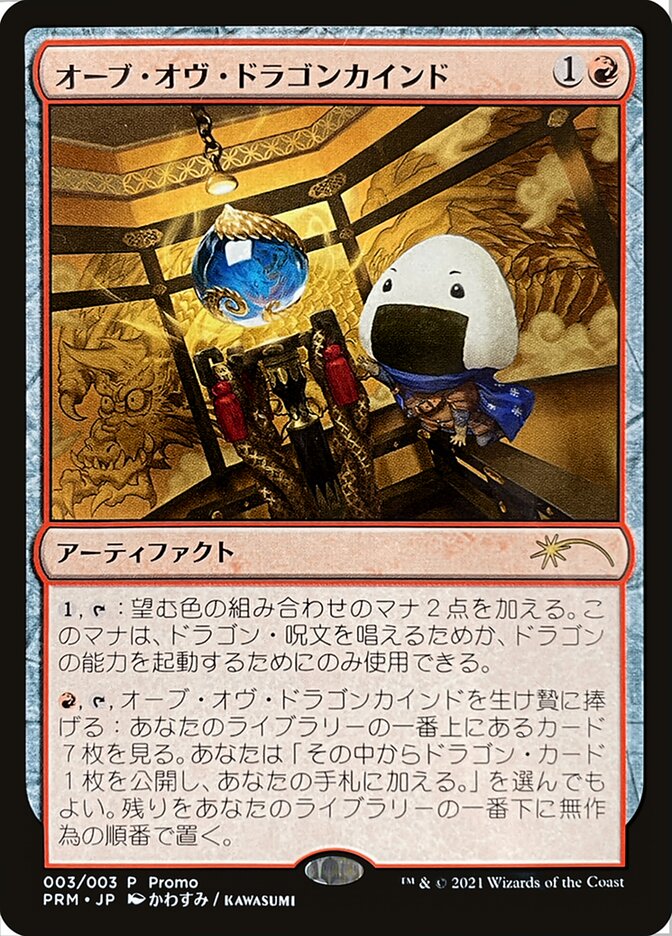 オーブ・オヴ・ドラゴンカインド 1
アーティファクト
1, :望む色の組み合わせのマナ2点を加える。こ
のマナは、ドラゴン・呪文を唱えるためか、ドラゴン
の能力を起動するためにのみ使用できる。
, , オーブ・オヴ・ドラゴンカインドを生け贄に捧
げる:あなたのライブラリーの一番上にあるカード
7枚を見る。あなたは「その中からドラゴン・カード
1枚を公開し、あなたの手札に加える。」を選んでも
よい。残りをあなたのライブラリーの一番下に無作
為の順番で置く。
003/003 P Promo
PRM・JP かわすみ / KAWASUMI
™ & © 2021 Wizards of the Coast